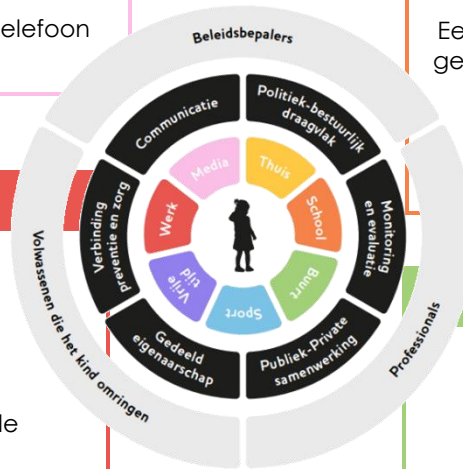 elefoon
Ee
ge
Beleidsbepalers
Communicatie
Politiek-bestuurlijk
draagvlak
Media
Thuis
Werk
School
Verbinding
preventie en zorg
Monitoring
en evaluatie
Vrije
tijd
Buurt
Sport
Gedeeld
eigenaarschap
Publiek-Private
samenwerking
Volwassenen die het kind omringen
Professionals
le